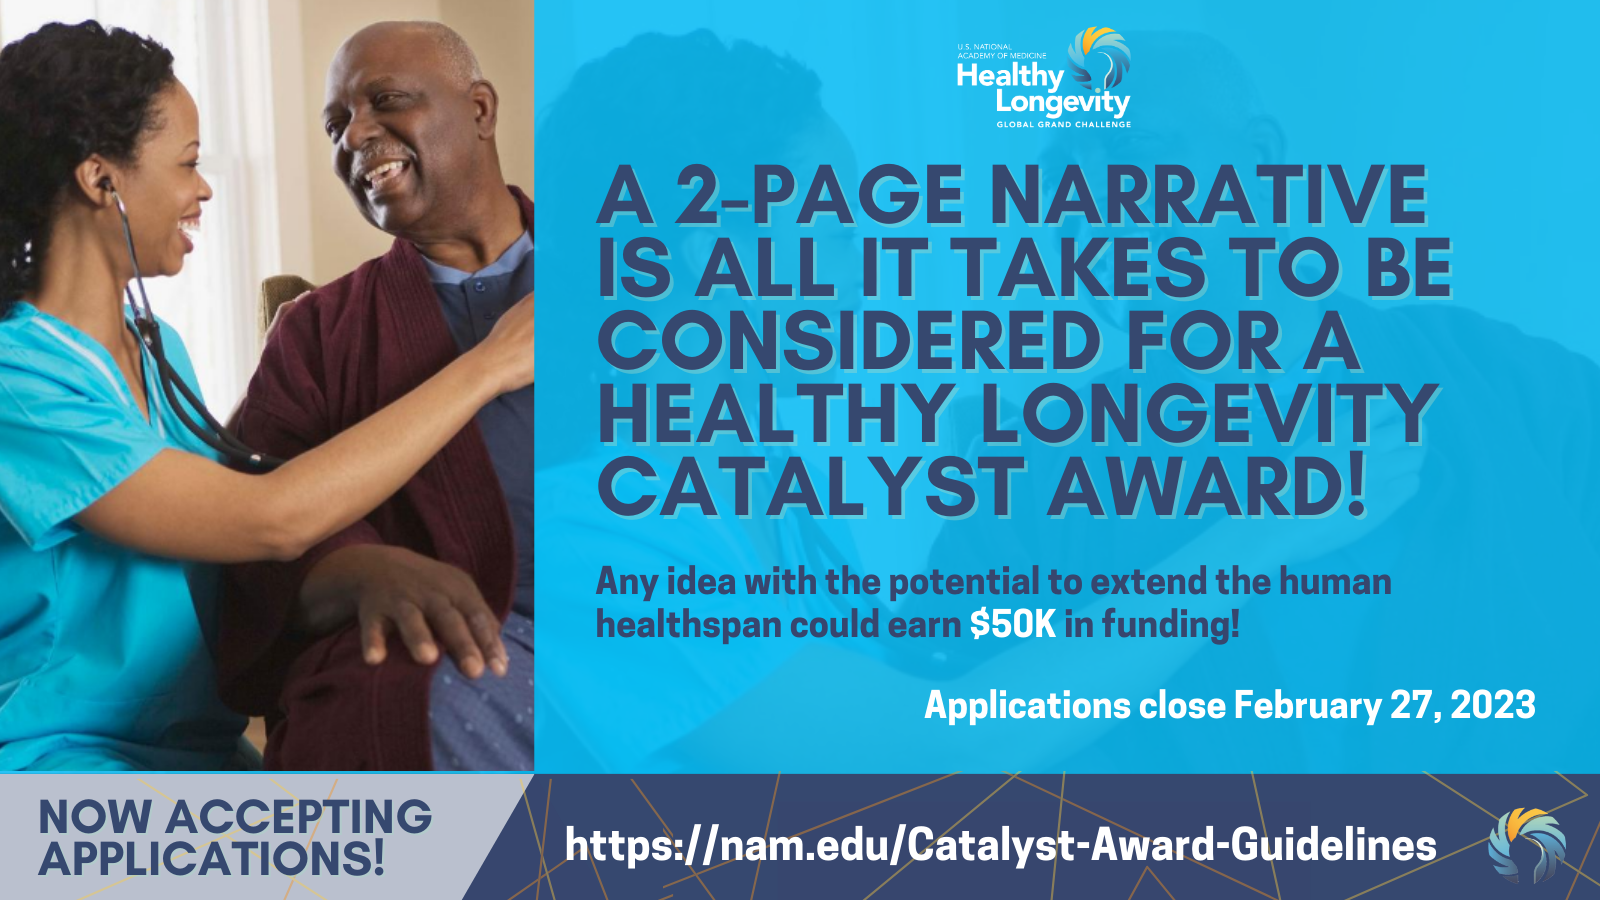 U.S. NATIONAL
ACADEMY OF MEDICINE
Healthy
Longevity
GLOBAL GRAND CHALLENGE
A 2-PAGE NARRATIVE
IS ALL IT TAKES TO BE
CONSIDERED FOR A
HEALTHY LONGEVITY
CATALYST AWARD!
Any idea with the potential to extend the human
healthspan could earn $50K in funding!
Applications close February 27, 2023
NOW ACCEPTING
APPLICATIONS!
https://nam.edu/Catalyst-Award-Guidelines